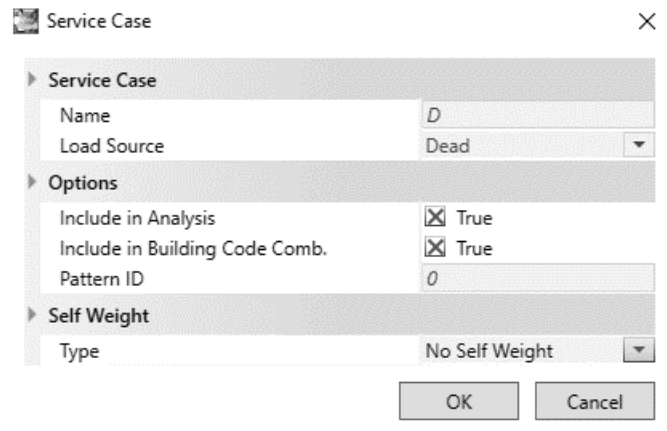 Service Case
Service Case
Name D
Load Source Dead
Options
Include in Analysis True
Include in Building Code Comb. True
Pattern ID 0
Self Weight
Type No Self Weight
OK Cancel